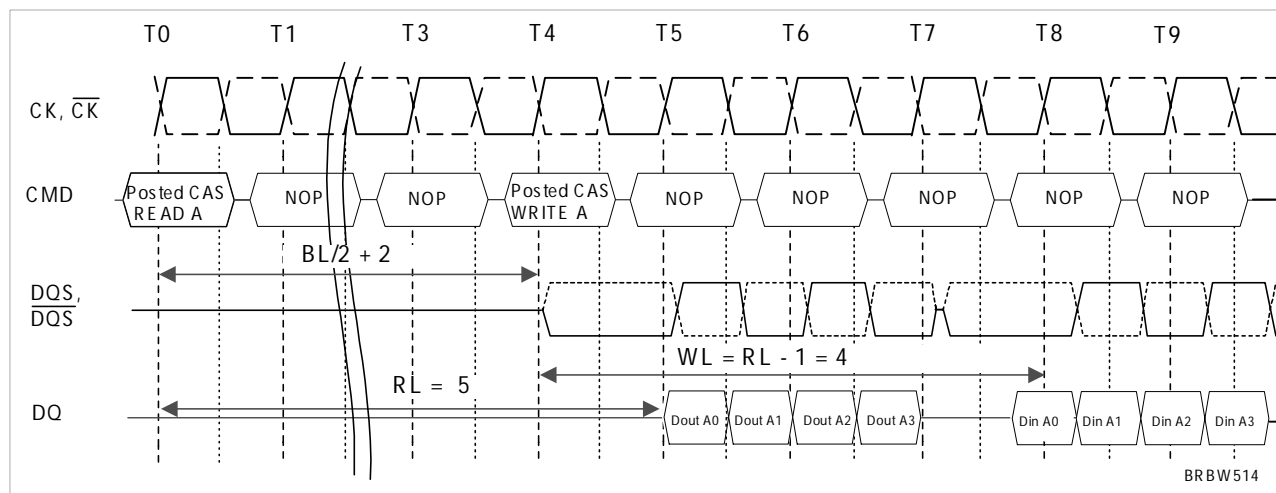 T0 T1 T3 T4 T5 T6 T7 T8 T9
CK, CK
CMD
Posted CAS
READ A
NOP
NOP
Posted CAS
WRITE A
NOP
NOP
NOP
NOP
NOP
BL/2 + 2
DQS,
DQS
WL = RL - 1 = 4
RL = 5
DQ
Dout A0 Dout A1 Dout A2 Dout A3 Din A0 Din A1 Din A2 Din A3
BRBW514